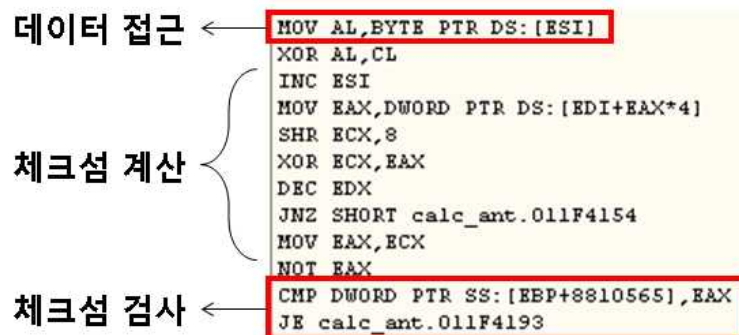 데이터 접근
MOV AL,BYTE PTR DS:[ESI]
XOR AL,CL
INC ESI
MOV EAX,DWORD PTR DS:[EDI+EAX*4]
SHR ECX,8
XOR ECX,EAX
DEC EDX
JNZ SHORT calc_ant.011F4154
MOV EAX,ECX
NOT EAX
체크섬 계산
CMP DWORD PTR SS:[EBP+8810565],EAX
JE calc_ant.011F4193
체크섬 검사